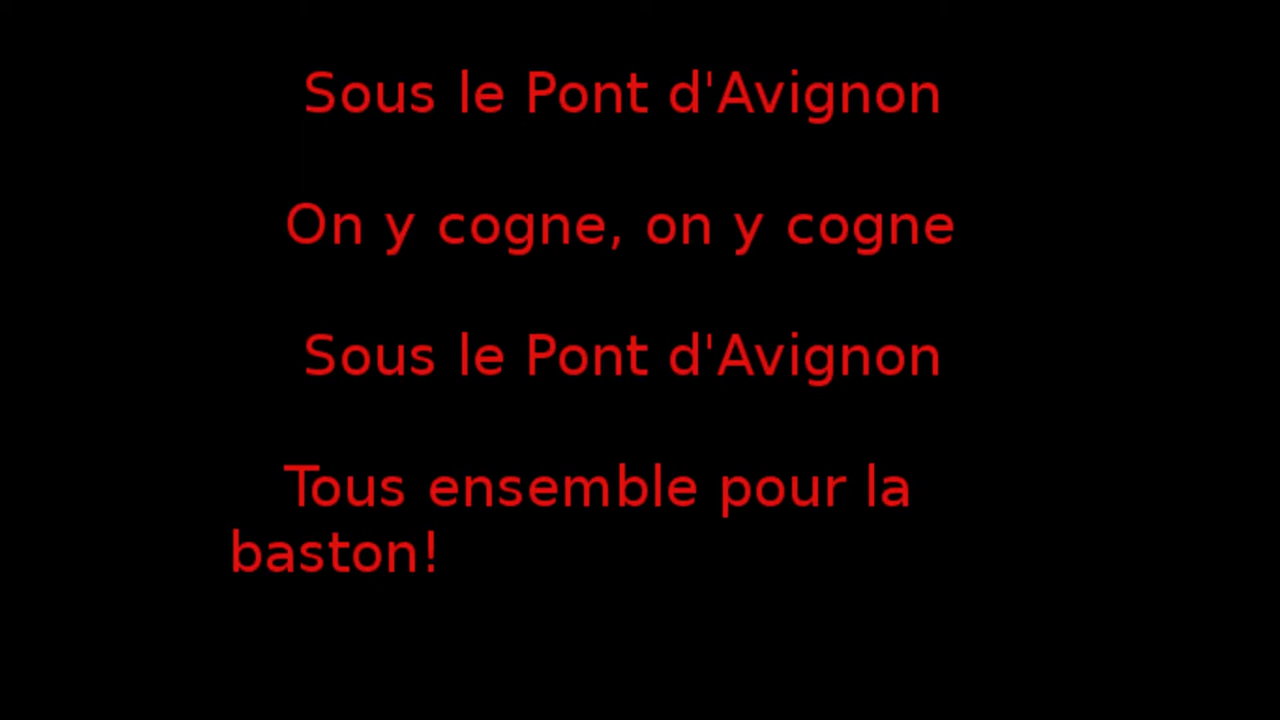 Sous le Pont d'Avignon
On y cogne, on y cogne
Sous le Pont d'Avignon
Tous ensemble pour la
baston!